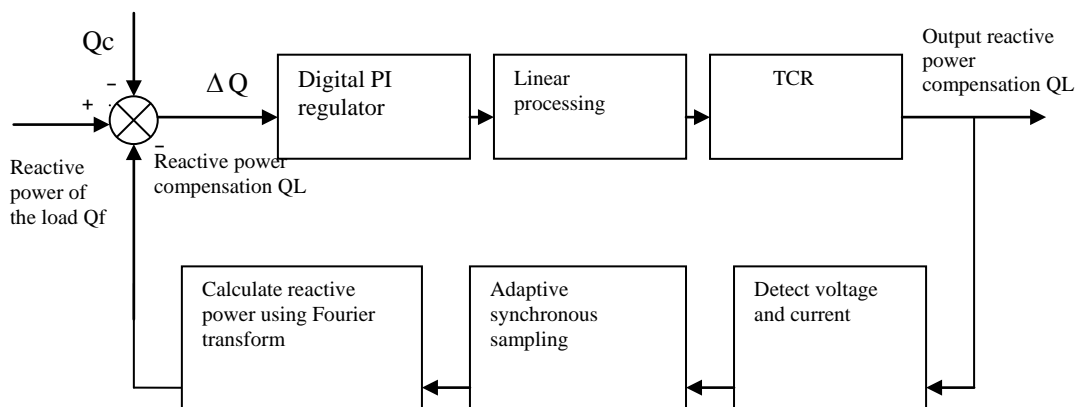 Qc
−
+
−
ΔQ
Digital PI
regulator
Linear
processing
TCR
Output reactive
power
compensation QL
Reactive
power of
the load Qf
Reactive power
compensation QL
Calculate reactive
power using Fourier
transform
Adaptive
synchronous
sampling
Detect voltage
and current